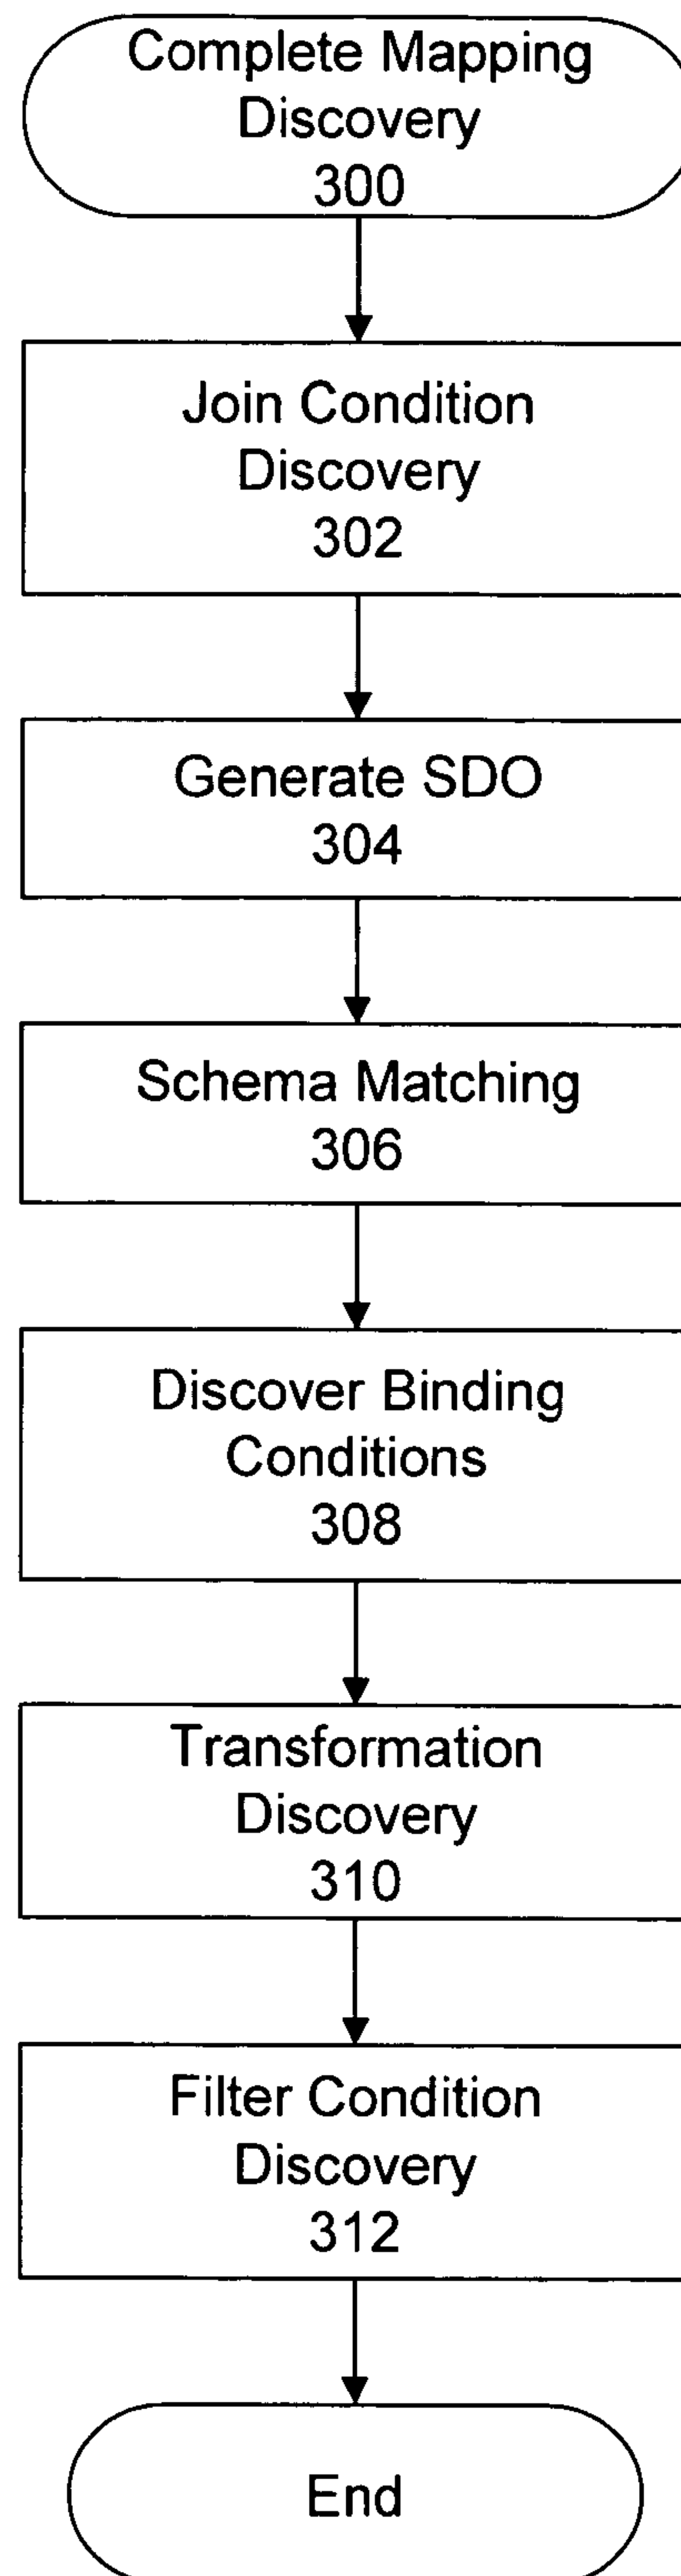 Complete Mapping
Discovery
300
Join Condition
Discovery
302
Generate SDO
304
Schema Matching
306
Discover Binding
Conditions
308
Transformation
Discovery
310
Filter Condition
Discovery
312
End